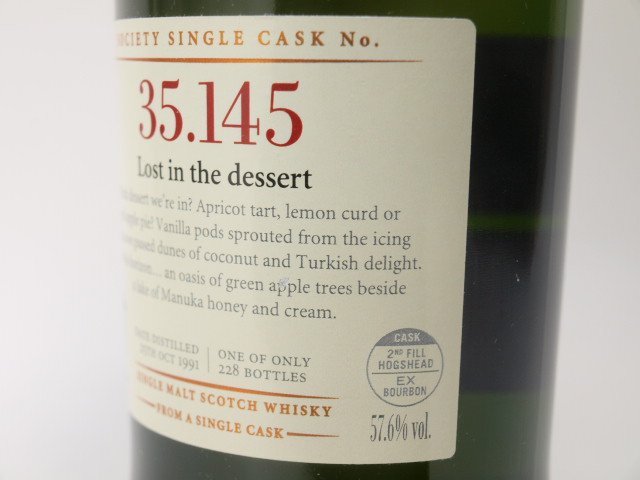 SOCIETY SINGLE CASK No.
35.145
Lost in the dessert
dessert we're in? Apricot tart, lemon curd or
apple pie? Vanilla pods sprouted from the icing
dunes of coconut and Turkish delight.
... an oasis of green apple trees beside
a lake of Manuka honey and cream.
DATE DISTILLED
OCT 1991
ONE OF ONLY
228 BOTTLES
CASK
2ND FILL
HOGSHEAD
EX
BOURBON
SINGLE MALT SCOTCH WHISKY
FROM A SINGLE CASK
57.6% vol.